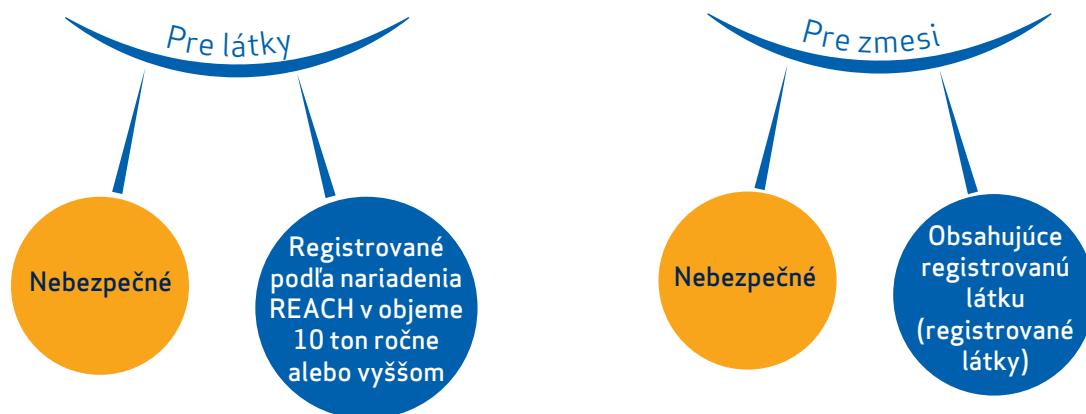 Pre látky
Nebezpečné
Registrované
podľa nariadenia
REACH v objeme
10 ton ročne
alebo vyššom
Pre zmesi
Nebezpečné
Obsahujúce
registrovanú
látku
(registrované
látky)